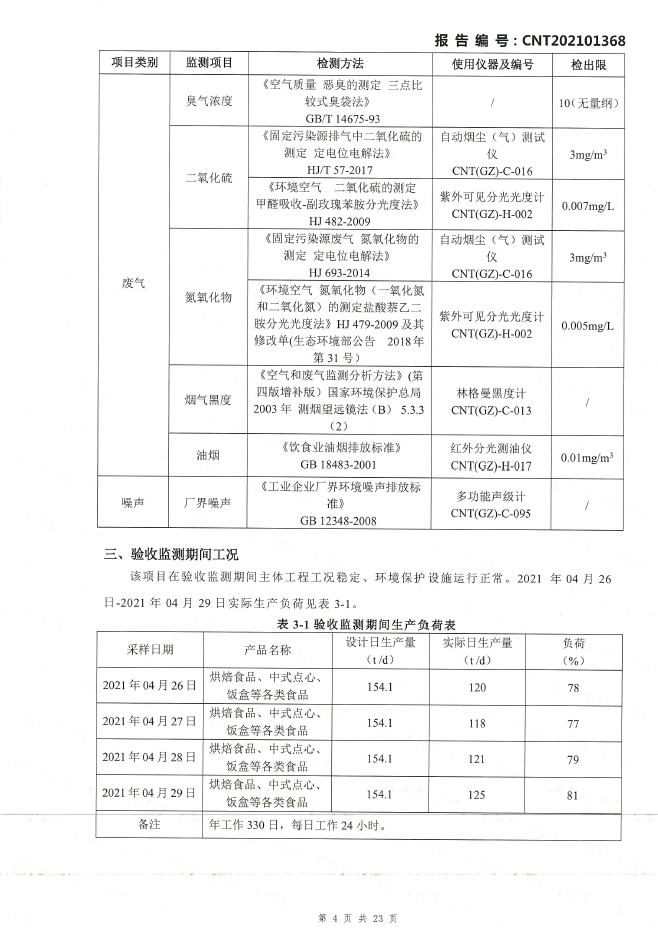 报 告 编 号：CNT202101368
项目类别 监测项目 检测方法 使用仪器及编号 检出限
废气
臭气浓度
《空气质量 恶臭的测定 三点比
较式臭袋法》
GB/T 14675-93
/
10（无量纲）
二氧化硫
《固定污染源排气中二氧化硫的
测定 定电位电解法》
HJ/T 57-2017
自动烟尘（气）测试
仪
CNT(GZ)-C-016
3mg/m³
《环境空气 二氧化硫的测定
甲醛吸收-副玫瑰苯胺分光度法》
HJ 482-2009
紫外可见分光光度计
CNT(GZ)-H-002
0.007mg/L
氮氧化物
《固定污染源废气 氮氧化物的
测定 定电位电解法》
HJ 693-2014
自动烟尘（气）测试
仪
CNT(GZ)-C-016
3mg/m³
《环境空气 氮氧化物（一氧化氮
和二氧化氮）的测定盐酸萘乙二
胺分光光度法》HJ 479-2009 及其
修改单(生态环境部公告 2018 年
第 31 号）
紫外可见分光光度计
CNT(GZ)-H-002
0.005mg/L
烟气黑度
《空气和废气监测分析方法》(第
四版增补版）国家环境保护总局
2003 年 测烟望远镜法（B） 5.3.3
（2）
林格曼黑度计
CNT(GZ)-C-013
/
油烟
《饮食业油烟排放标准》
GB 18483-2001
红外分光测油仪
CNT(GZ)-H-017
0.01mg/m³
噪声
厂界噪声
《工业企业厂界环境噪声排放标
准》
GB 12348-2008
多功能声级计
CNT(GZ)-C-095
/
三、验收监测期间工况
该项目在验收监测期间主体工程工况稳定、环境保护设施运行正常。2021 年 04 月 26
日-2021 年 04 月 29 日实际生产负荷见表 3-1。
表 3-1 验收监测期间生产负荷表
采样日期 产品名称 设计日生产量（t /d） 实际日生产量（t /d） 负荷（%）
2021 年 04 月 26 日 烘焙食品、中式点心、饭盒等各类食品 154.1 120 78
2021 年 04 月 27 日 烘焙食品、中式点心、饭盒等各类食品 154.1 118 77
2021 年 04 月 28 日 烘焙食品、中式点心、饭盒等各类食品 154.1 121 79
2021 年 04 月 29 日 烘焙食品、中式点心、饭盒等各类食品 154.1 125 81
备注 年工作 330 日，每日工作 24 小时。
第 4 页 共 23 页